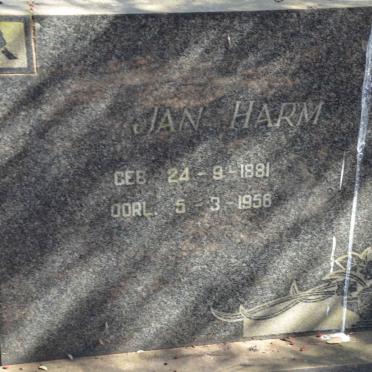 JAN HARM
GEB. 24-9-1881
OORL. 5-3-1956